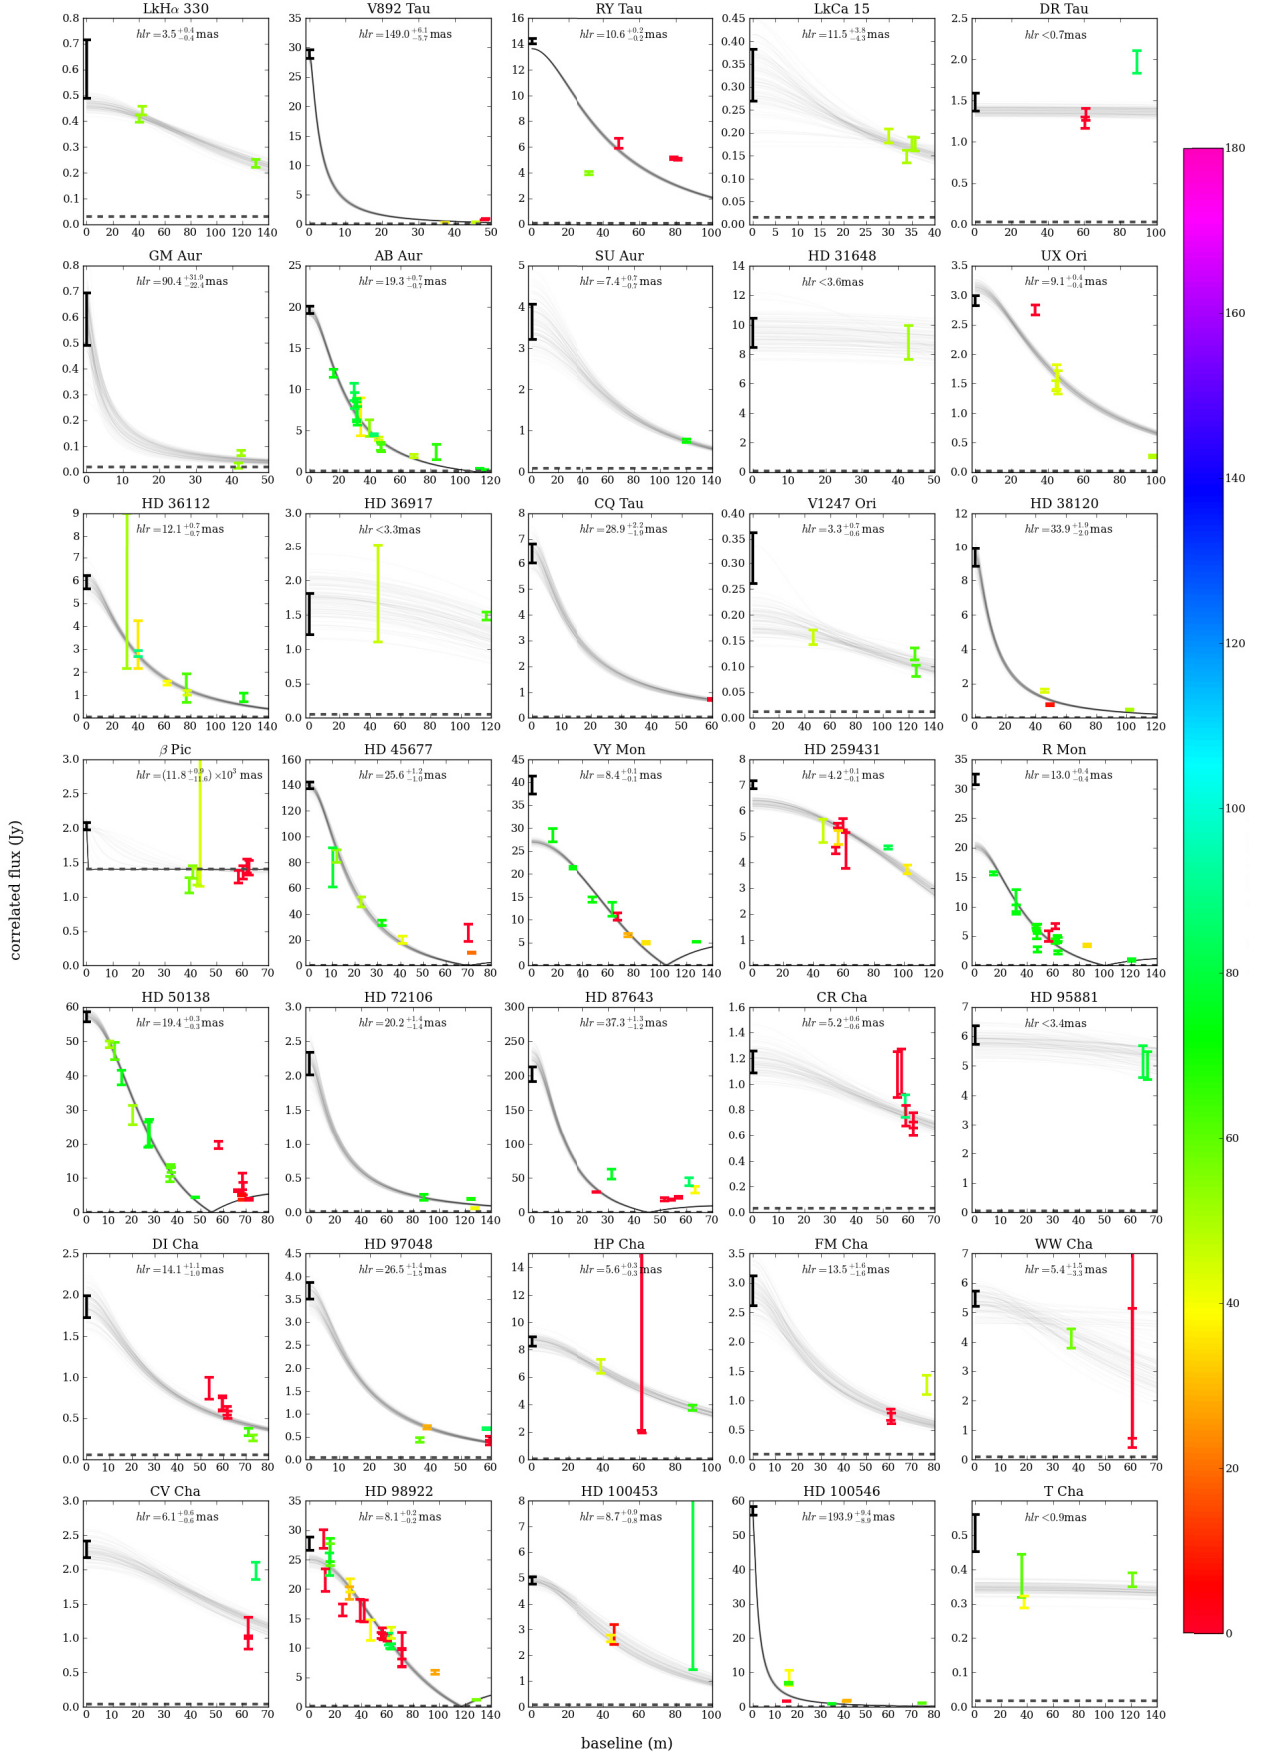 LkHα 330
hlr=3.5 +0.4 −0.4 mas
V892 Tau
hlr=149.0 +6.1 −5.7 mas
RY Tau
hlr=10.6 +0.2 −0.2 mas
LkCa 15
hlr=11.5 +3.8 −4.3 mas
DR Tau
hlr<0.7mas
GM Aur
hlr=90.4 +31.9 −22.4 mas
AB Aur
hlr=19.3 +0.7 −0.7 mas
SU Aur
hlr=7.4 +0.7 −0.7 mas
HD 31648
hlr<3.6mas
UX Ori
hlr=9.1 +0.4 −0.4 mas
HD 36112
hlr=12.1 +0.7 −0.7 mas
HD 36917
hlr<3.3mas
CQ Tau
hlr=28.9 +2.2 −1.9 mas
V1247 Ori
hlr=3.3 +0.7 −0.6 mas
HD 38120
hlr=33.9 +1.9 −2.0 mas
β Pic
hlr=(11.8 +0.9 −11.6) ×10³ mas
HD 45677
hlr=25.6 +1.2 −1.0 mas
VY Mon
hlr=8.4 +0.1 −0.1 mas
HD 259431
hlr=4.2 +0.1 −0.1 mas
R Mon
hlr=13.0 +0.4 −0.4 mas
HD 50138
hlr=19.4 +0.3 −0.3 mas
HD 72106
hlr=20.2 +1.4 −1.4 mas
HD 87643
hlr=37.3 +1.3 −1.2 mas
CR Cha
hlr=5.2 +0.6 −0.6 mas
HD 95881
hlr<3.4mas
DI Cha
hlr=14.1 +1.1 −1.0 mas
HD 97048
hlr=26.5 +1.4 −1.5 mas
HP Cha
hlr=5.6 +0.3 −0.3 mas
FM Cha
hlr=13.5 +1.6 −1.6 mas
WW Cha
hlr=5.4 +1.5 −3.3 mas
CV Cha
hlr=6.1 +0.6 −0.6 mas
HD 98922
hlr=8.1 +0.2 −0.2 mas
HD 100453
hlr=8.7 +0.9 −0.8 mas
HD 100546
hlr=193.9 +9.4 −8.9 mas
T Cha
hlr<0.9mas
correlated flux (Jy)
baseline (m)
180
160
140
120
100
80
60
40
20
0